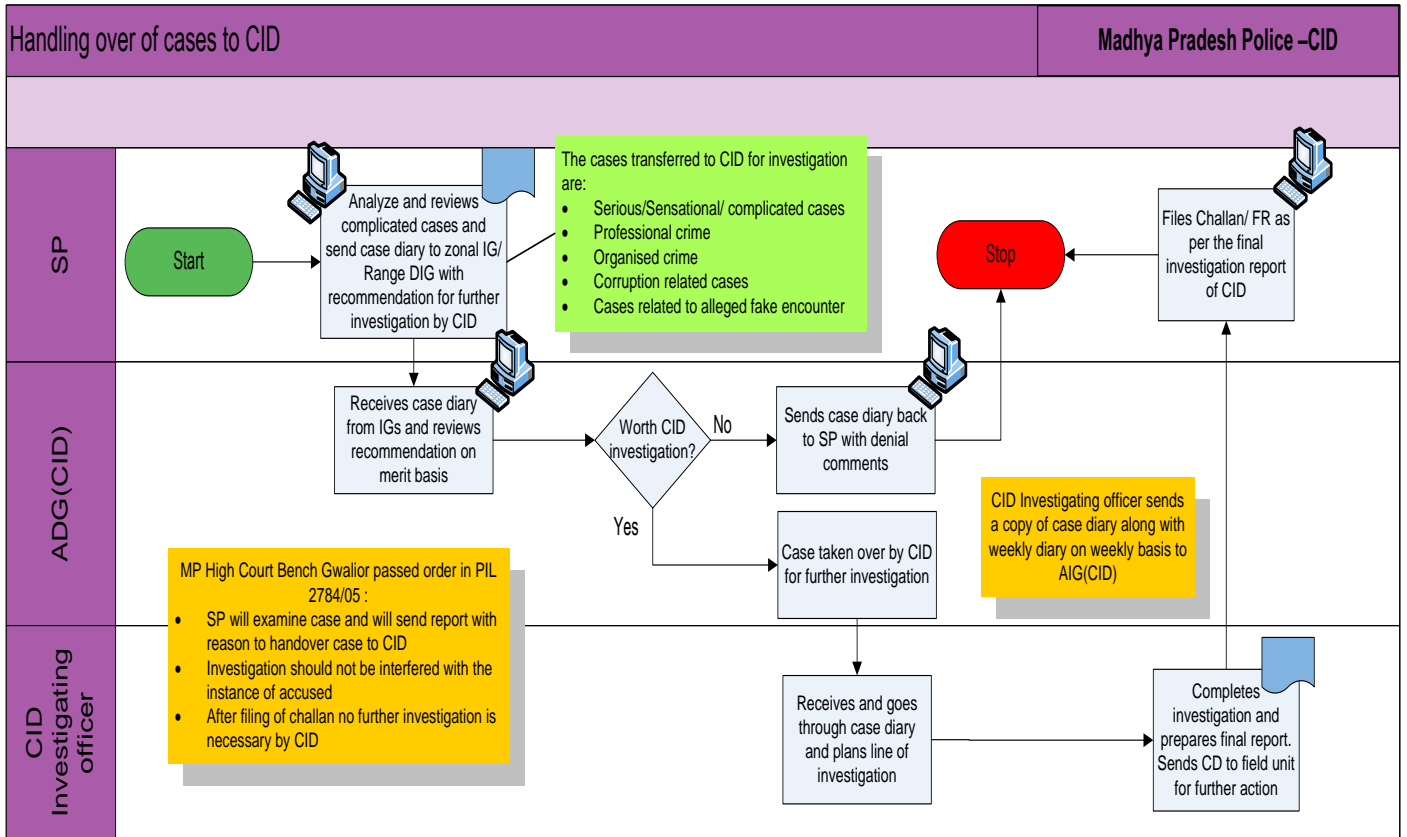 Handling over of cases to CID
Madhya Pradesh Police –CID
SP
Start
Analyze and reviews
complicated cases and
send case diary to zonal IG/
Range DIG with
recommendation for further
investigation by CID
The cases transferred to CID for investigation
are:
• Serious/Sensational/ complicated cases
• Professional crime
• Organised crime
• Corruption related cases
• Cases related to alleged fake encounter
Stop
Files Challan/ FR as
per the final
investigation report
of CID
ADG(CID)
Receives case diary
from IGs and reviews
recommendation on
merit basis
Worth CID
investigation?
No
Sends case diary back
to SP with denial
comments
Yes
Case taken over by CID
for further investigation
CID Investigating officer sends
a copy of case diary along with
weekly diary on weekly basis to
AIG(CID)
MP High Court Bench Gwalior passed order in PIL
2784/05 :
• SP will examine case and will send report with
reason to handover case to CID
• Investigation should not be interfered with the
instance of accused
• After filing of challan no further investigation is
necessary by CID
CID
Investigating
officer
Receives and goes
through case diary
and plans line of
investigation
Completes
investigation and
prepares final report.
Sends CD to field unit
for further action